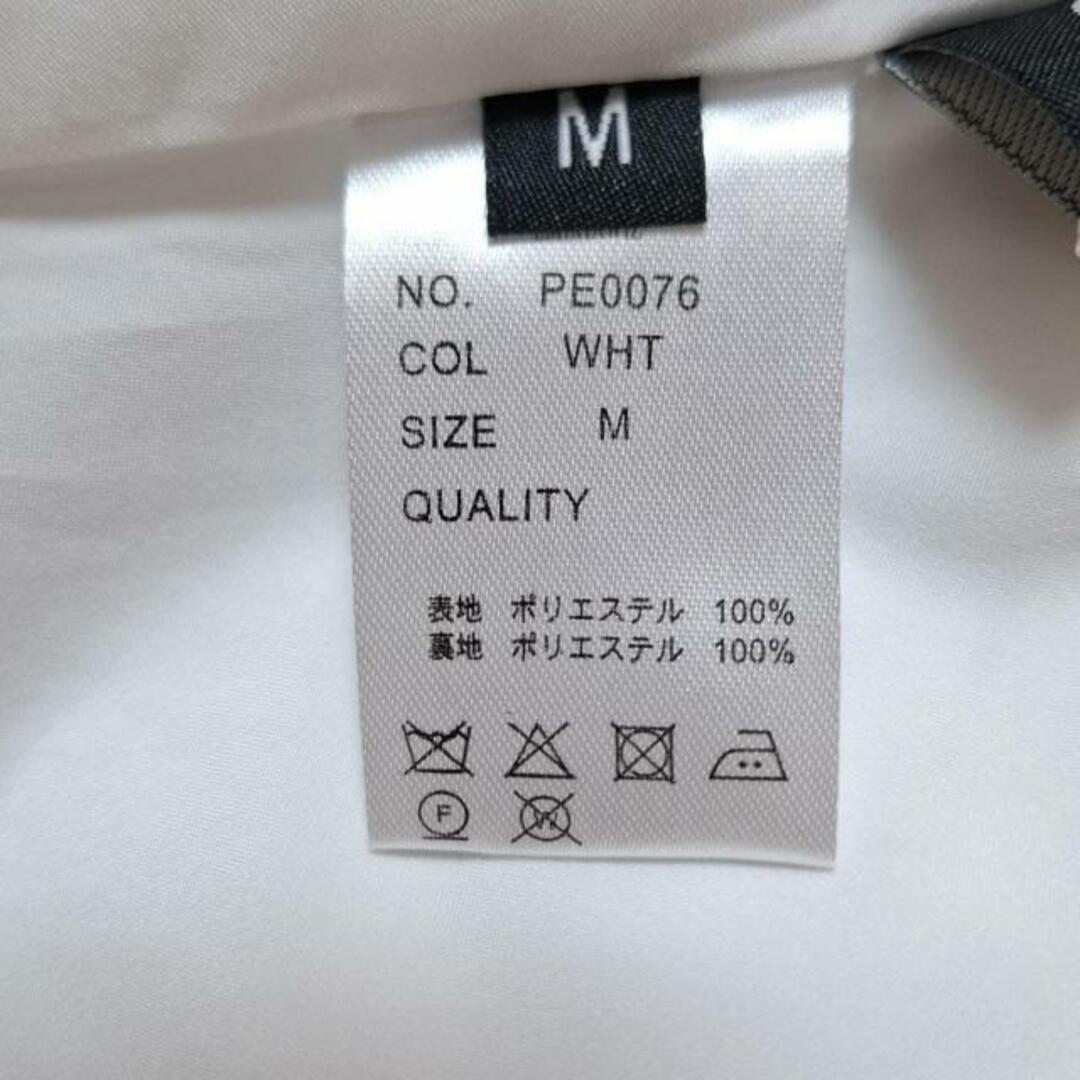 M
NO. PE0076
COL WHT
SIZE M
QUALITY
表地 ポリエステル 100%
裏地 ポリエステル 100%
F
W